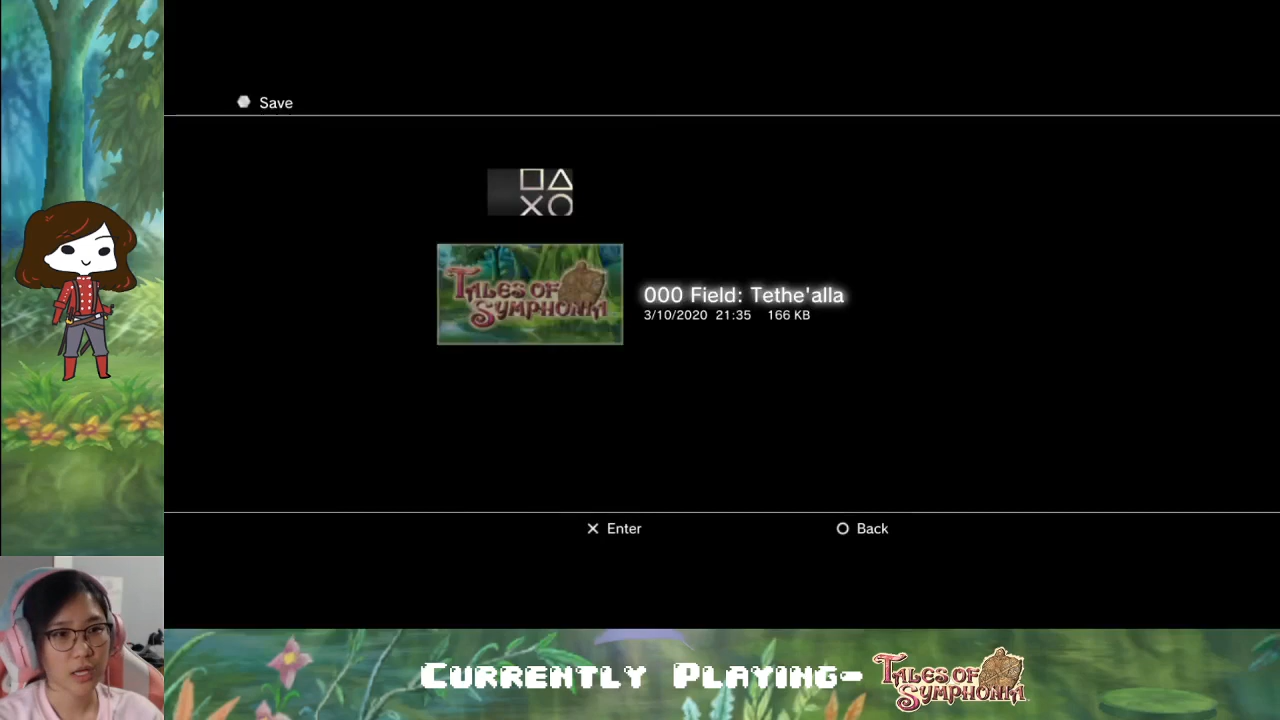 Save
TALES OF
SYMPHONIA
000 Field: Tethe'alla
3/10/2020 21:35 166 KB
Enter
Back
CURRENTLY PLAYING-
TALES OF
SYMPHONIA